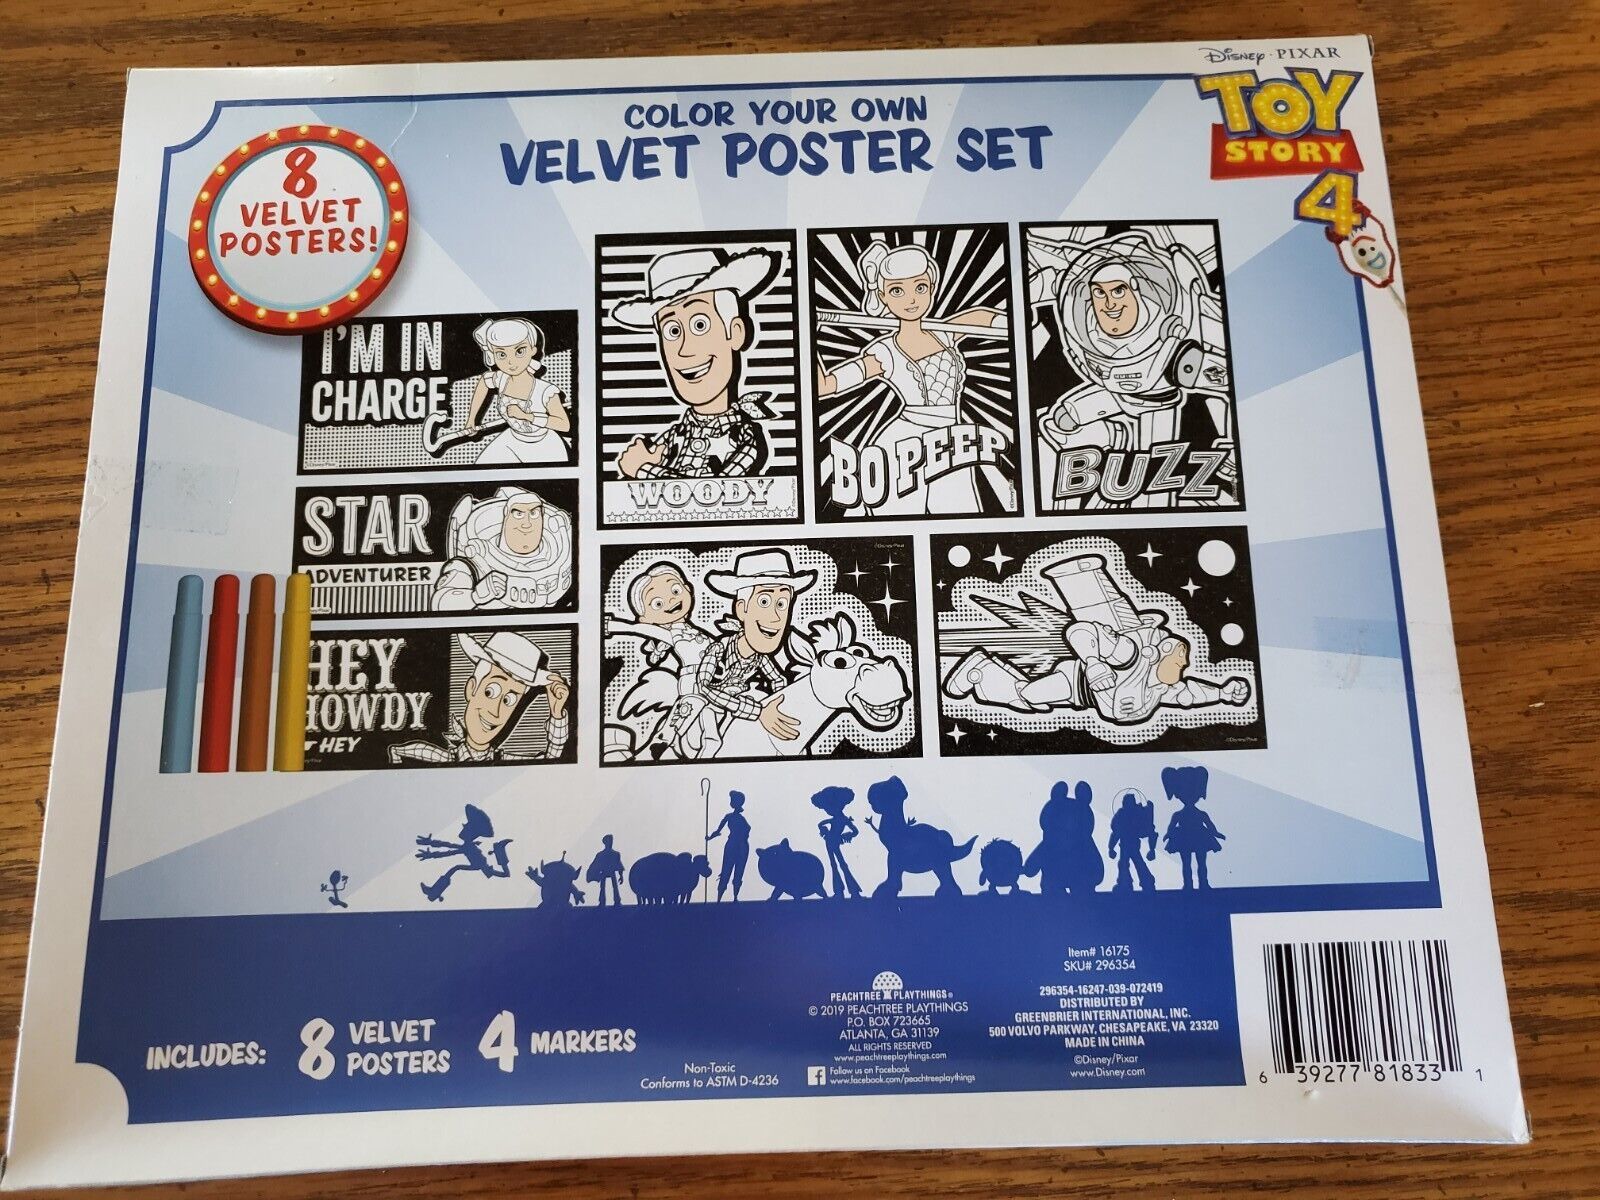 Disney · PIXAR
TOY
STORY
4
COLOR YOUR OWN
VELVET POSTER SET
8
VELVET
POSTERS!
I'M IN
CHARGE
WOODY
BO PEEP
BUZZ
STAR
ADVENTURER
HEY
HOWDY
HEY
©Disney/Pixar
©Disney/Pixar
INCLUDES:
8 VELVET
POSTERS
4 MARKERS
Non-Toxic
Conforms to ASTM D-4236
PEACHTREE PLAYTHINGS®
© 2019 PEACHTREE PLAYTHINGS
P.O. BOX 723665
ATLANTA, GA 31139
ALL RIGHTS RESERVED
www.peachtreeplaythings.com
Follow us on Facebook
www.facebook.com/peachtreeplaythings
Item# 16175
SKU# 296354
296354-16247-039-072419
DISTRIBUTED BY
GREENBRIER INTERNATIONAL, INC.
500 VOLVO PARKWAY, CHESAPEAKE, VA 23320
MADE IN CHINA
©Disney/Pixar
www.Disney.com
6 39277 81833 1